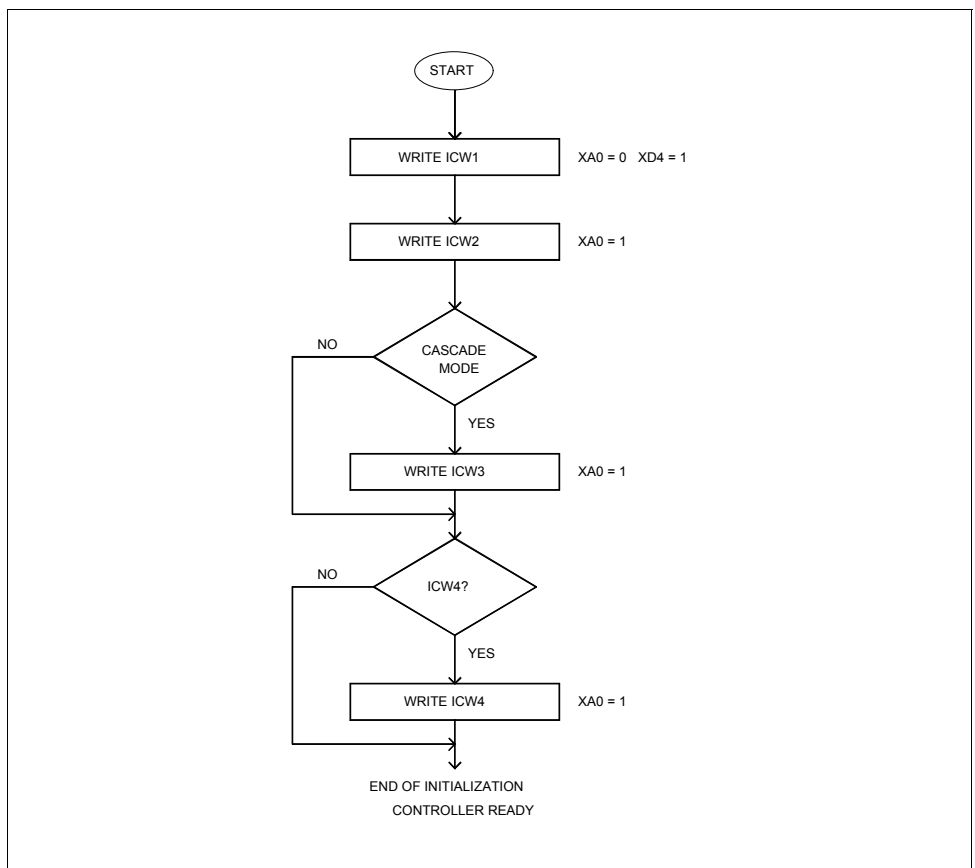 START
WRITE ICW1 XA0 = 0 XD4 = 1
WRITE ICW2 XA0 = 1
NO
CASCADE
MODE
YES
WRITE ICW3 XA0 = 1
NO
ICW4?
YES
WRITE ICW4 XA0 = 1
END OF INITIALIZATION
CONTROLLER READY